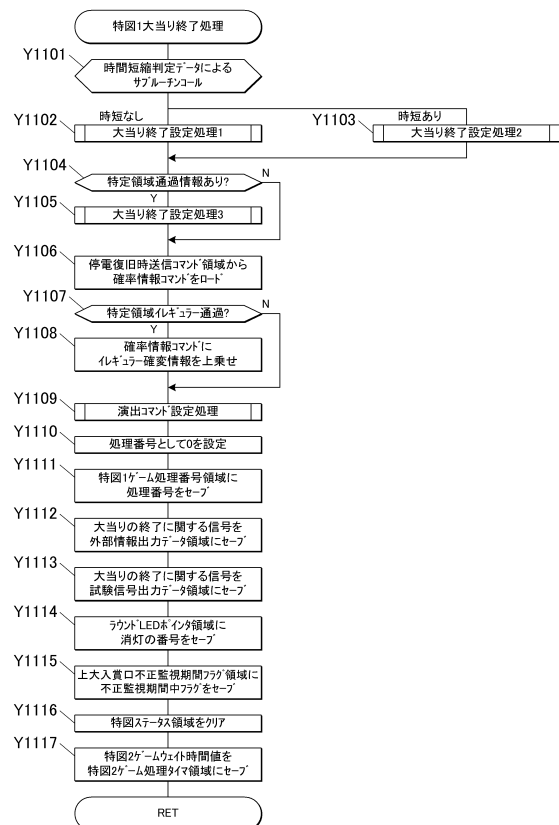 特図1大当り終了処理
Y1101
時間短縮判定データによる
サブルーチンコール
時短なし
時短あり
Y1102
大当り終了設定処理1
Y1103
大当り終了設定処理2
Y1104
特定領域通過情報あり?
N
Y
Y1105
大当り終了設定処理3
Y1106
停電復旧時送信コマンド領域から
確率情報コマンドをロード
Y1107
特定領域イレギュラー通過?
N
Y
Y1108
確率情報コマンドに
イレギュラー確変情報を上乗せ
Y1109
演出コマンド設定処理
Y1110
処理番号として0を設定
Y1111
特図1ゲーム処理番号領域に
処理番号をセーブ
Y1112
大当りの終了に関する信号を
外部情報出力データ領域にセーブ
Y1113
大当りの終了に関する信号を
試験信号出力データ領域にセーブ
Y1114
ラウンドLEDポインタ領域に
消灯の番号をセーブ
Y1115
上大入賞口不正監視期間フラグ領域に
不正監視期間中フラグをセーブ
Y1116
特図ステータス領域をクリア
Y1117
特図2ゲームウェイト時間値を
特図2ゲーム処理タイマ領域にセーブ
RET